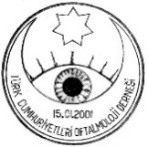 15.01.2001
TÜRK CUMHURİYETLERİ OFTALMOLOJİ DERNEĞİ